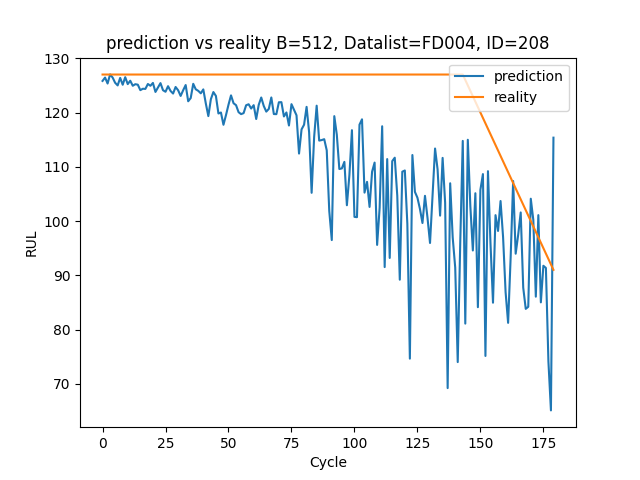 prediction vs reality B=512, Datalist=FD004, ID=208
prediction
reality
130
120
110
100
90
80
70
RUL
0 25 50 75 100 125 150 175
Cycle